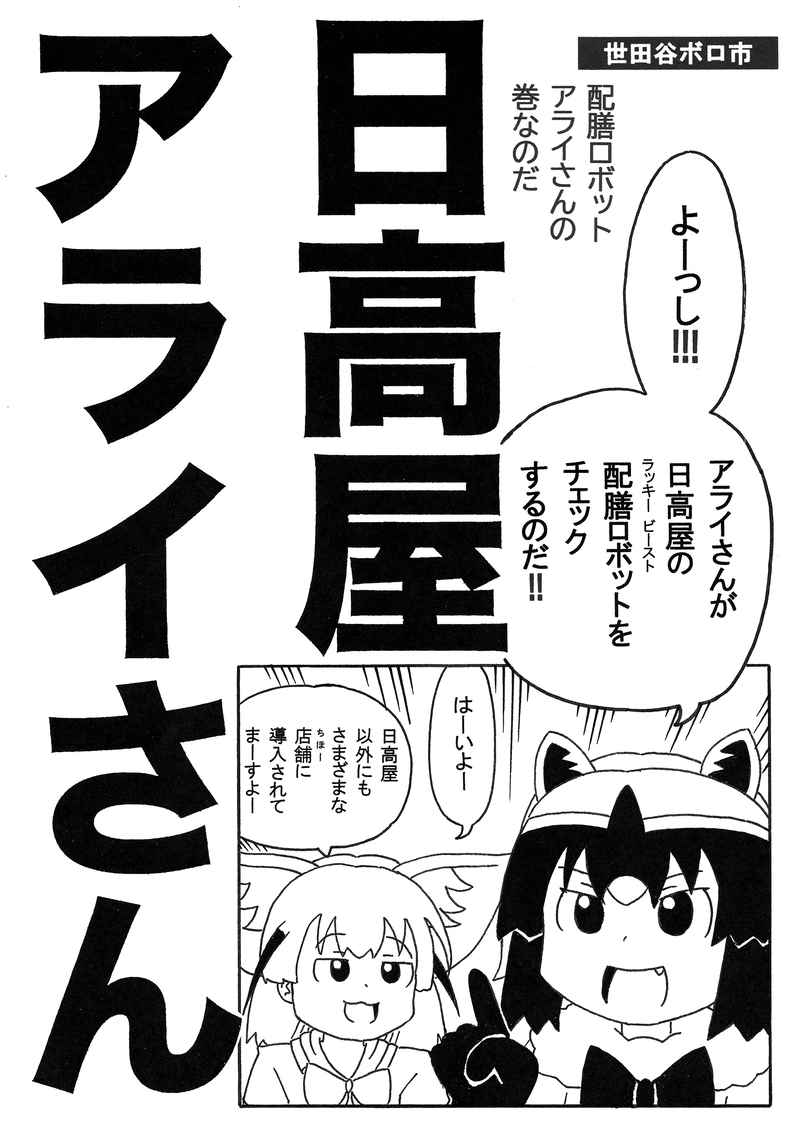 世田谷ボロ市
日高屋
アライさん
配膳ロボット
アライさんの
巻なのだ
よーっし!!!
アライさんが
日高屋の
ラッキービースト
配膳ロボットを
チェック
するのだ!!
はーいよー
日高屋
以外にも
さまざまな
ちほー
店舗に
導入されて
まーすよー